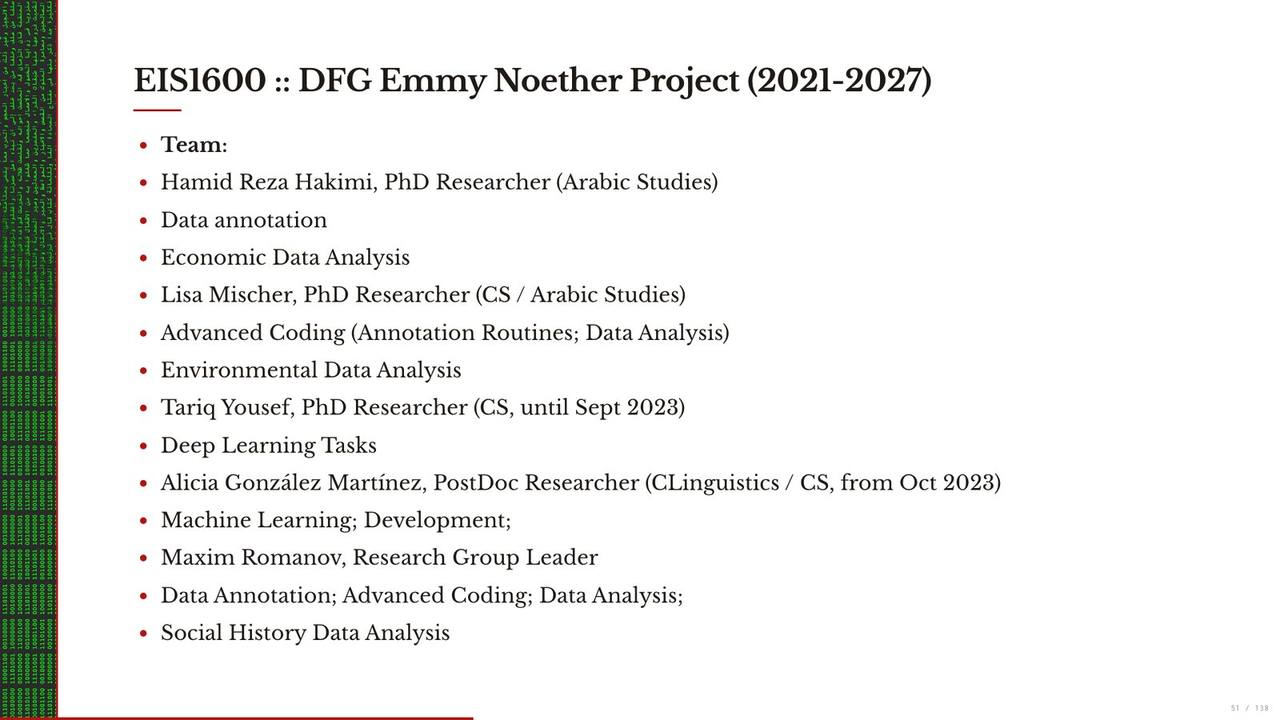 EIS1600 :: DFG Emmy Noether Project (2021-2027)
• Team:
• Hamid Reza Hakimi, PhD Researcher (Arabic Studies)
• Data annotation
• Economic Data Analysis
• Lisa Mischer, PhD Researcher (CS / Arabic Studies)
• Advanced Coding (Annotation Routines; Data Analysis)
• Environmental Data Analysis
• Tariq Yousef, PhD Researcher (CS, until Sept 2023)
• Deep Learning Tasks
• Alicia González Martínez, PostDoc Researcher (CLinguistics / CS, from Oct 2023)
• Machine Learning; Development;
• Maxim Romanov, Research Group Leader
• Data Annotation; Advanced Coding; Data Analysis;
• Social History Data Analysis
51 / 138